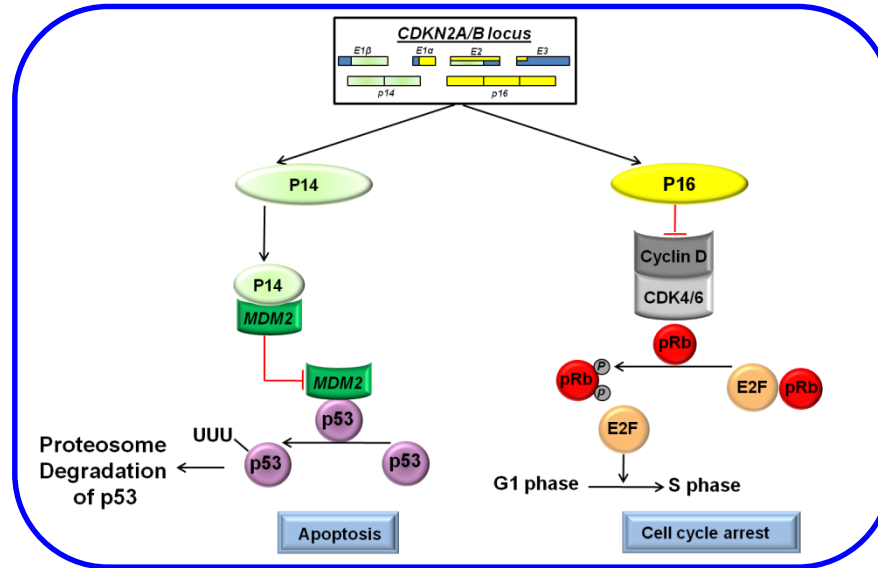 CDKN2A/B locus
E1β E1α E2 E3
p14 p16
P14
P16
P14
MDM2
Cyclin D
CDK4/6
pRb
pRb
P
P
E2F
pRb
MDM2
p53
E2F
UUU
p53
p53
Proteosome
Degradation
of p53
G1 phase
S phase
Apoptosis
Cell cycle arrest